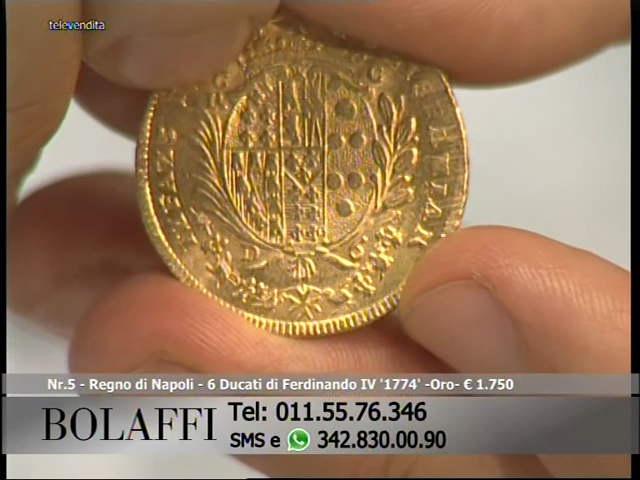 televendita
Nr.5 - Regno di Napoli - 6 Ducati di Ferdinando IV '1774' -Oro- € 1.750
BOLAFFI
Tel: 011.55.76.346
SMS e 342.830.00.90